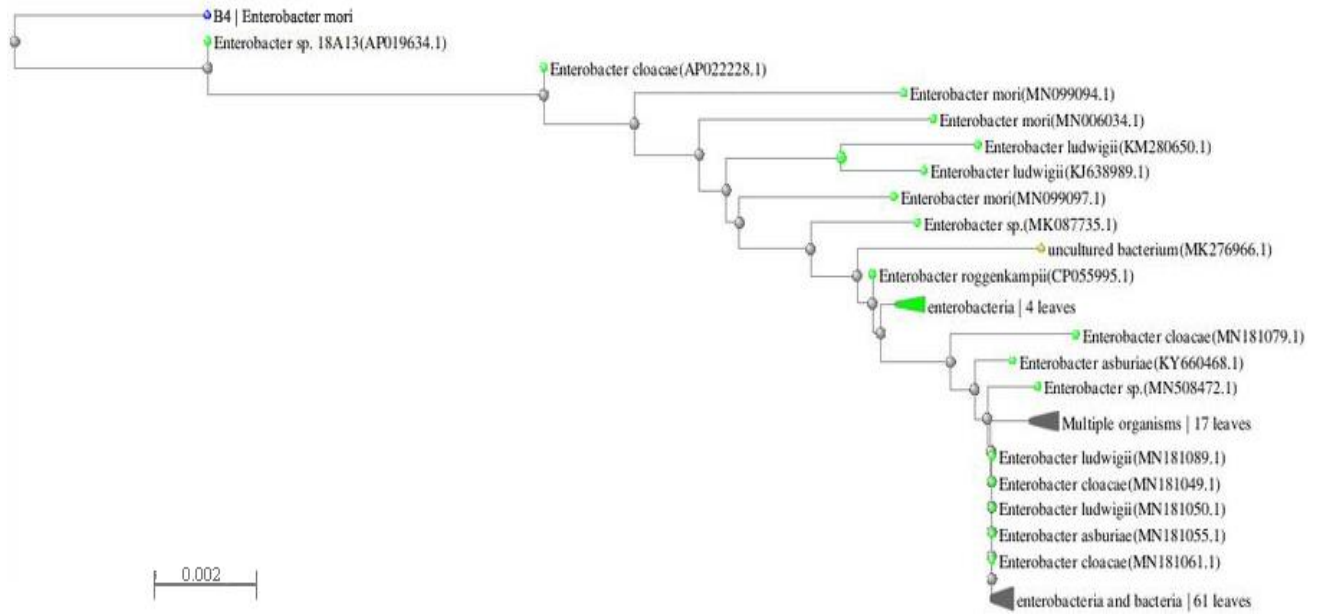 B4 | Enterobacter mori
Enterobacter sp. 18A13(AP019634.1)
Enterobacter cloacae(AP022228.1)
Enterobacter mori(MN099094.1)
Enterobacter mori(MN006034.1)
Enterobacter ludwigii(KM280650.1)
Enterobacter ludwigii(KJ638989.1)
Enterobacter mori(MN099097.1)
Enterobacter sp.(MK087735.1)
uncultured bacterium(MK276966.1)
Enterobacter roggenkampii(CP055995.1)
enterobacteria | 4 leaves
Enterobacter cloacae(MN181079.1)
Enterobacter asburiae(KY660468.1)
Enterobacter sp.(MN508472.1)
Multiple organisms | 17 leaves
Enterobacter ludwigii(MN181089.1)
Enterobacter cloacae(MN181049.1)
Enterobacter ludwigii(MN181050.1)
Enterobacter asburiae(MN181055.1)
Enterobacter cloacae(MN181061.1)
0.002
enterobacteria and bacteria | 61 leaves